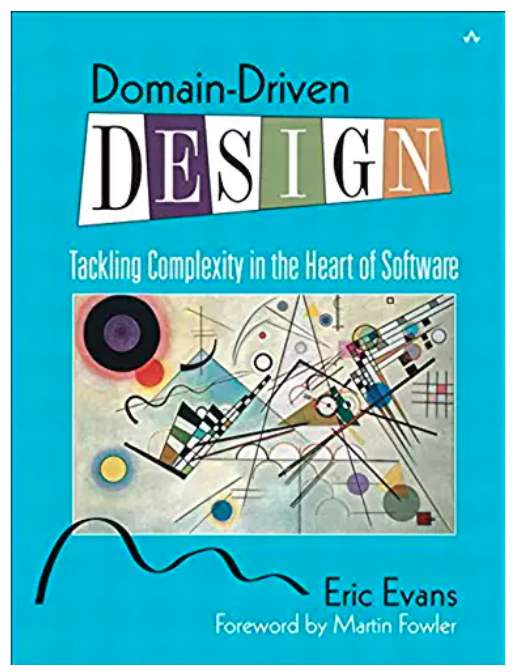 Domain-Driven
DESIGN
Tackling Complexity in the Heart of Software
Eric Evans
Foreword by Martin Fowler